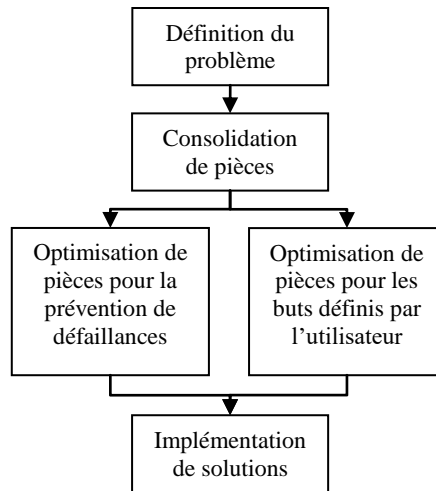 Définition du
problème
Consolidation
de pièces
Optimisation de
pièces pour la
prévention de
défaillances
Optimisation de
pièces pour les
buts définis par
l’utilisateur
Implémentation
de solutions